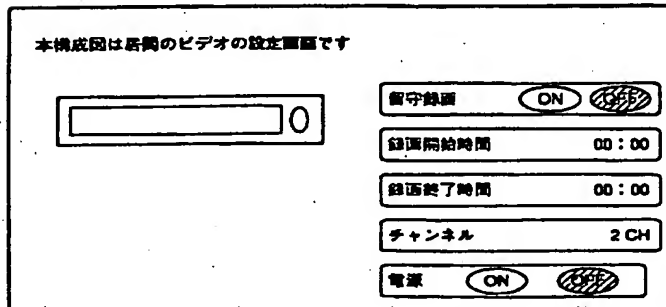 本構成図は居間のビデオの設定画面です
留守録画 ON OFF
録画開始時間 00:00
録画終了時間 00:00
チャンネル 2 CH
電源 ON OFF